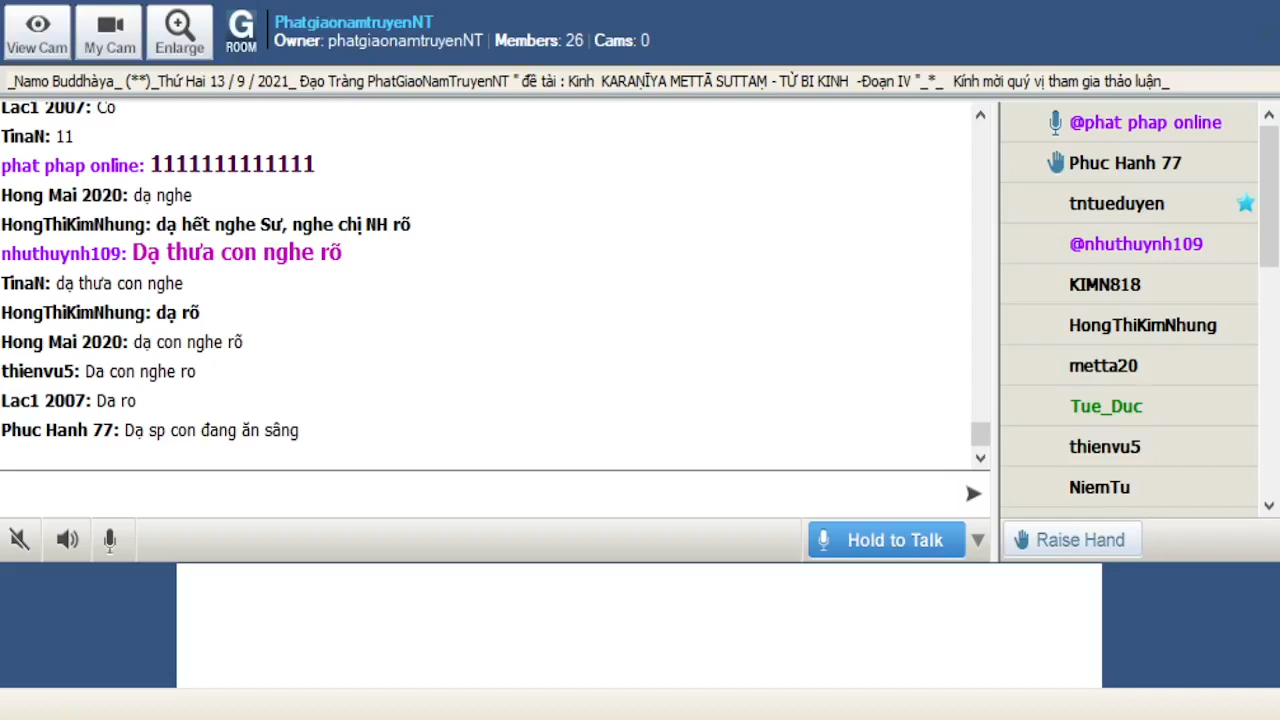 View Cam
My Cam
Enlarge
G
ROOM
PhatgiaonamtruyenNT
Owner: phatgiaonamtruyenNT | Members: 26 | Cams: 0
_Namo Buddhàya_ (**)_Thứ Hai 13 / 9 / 2021_ Đạo Tràng PhatGiaoNamTruyenNT " đề tài : Kinh KARAṆĪYA METTĀ SUTTAṂ - TỪ BI KINH -Đoạn IV "_*_ Kính mời quý vị tham gia thảo luận_
Lac1 2007: Co
TinaN: 11
phat phap online: 1111111111111
Hong Mai 2020: dạ nghe
HongThiKimNhung: dạ hết nghe Sư, nghe chị NH rõ
nhuthuynh109: Dạ thưa con nghe rõ
TinaN: dạ thưa con nghe
HongThiKimNhung: dạ rõ
Hong Mai 2020: dạ con nghe rõ
thienvu5: Da con nghe ro
Lac1 2007: Da ro
Phuc Hanh 77: Dạ sp con đang ăn sâng
@phat phap online
Phuc Hanh 77
tntueduyen
@nhuthuynh109
KIMN818
HongThiKimNhung
metta20
Tue_Duc
thienvu5
NiemTu
Hold to Talk
Raise Hand